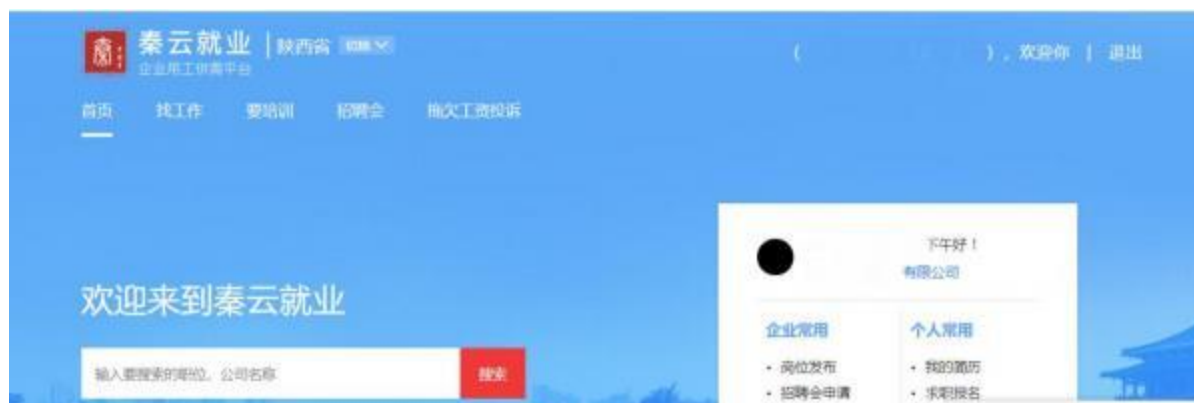 秦云就业 | 陕西省 切换
企业用工供需平台
( ) , 欢迎你 | 退出
首页 找工作 要培训 招聘会 拖欠工资投诉
下午好!
有限公司
欢迎来到秦云就业
企业常用 个人常用
输入要搜索的职位、公司名称 搜索
· 岗位发布 · 我的简历
· 招聘会申请 · 求职报名